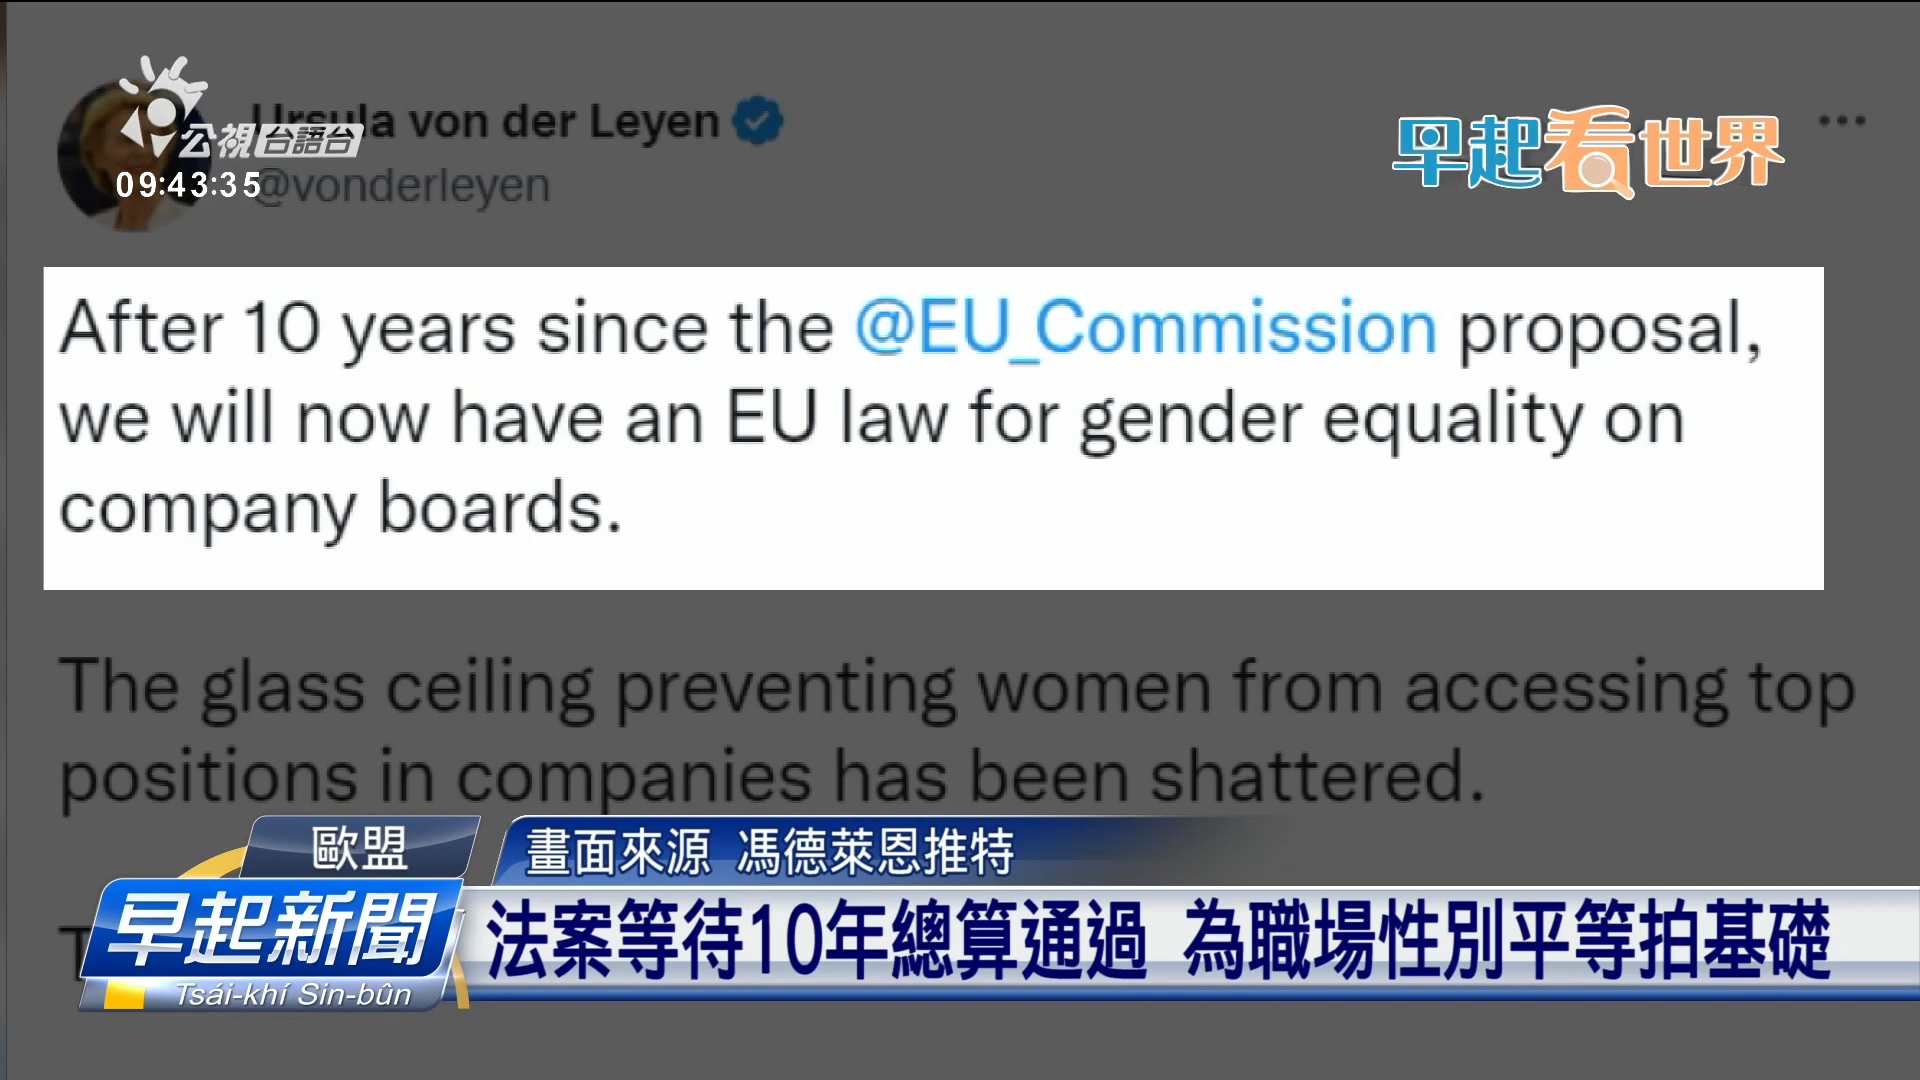 Ursula von der Leyen
公視台語台
早起看世界
09:43:35
@vonderleyen
After 10 years since the @EU_Commission proposal,
we will now have an EU law for gender equality on
company boards.
The glass ceiling preventing women from accessing top
positions in companies has been shattered.
歐盟
畫面來源 馮德萊恩推特
早起新聞
法案等待10年總算通過 為職場性別平等拍基礎
Tsái-khí Sin-bûn